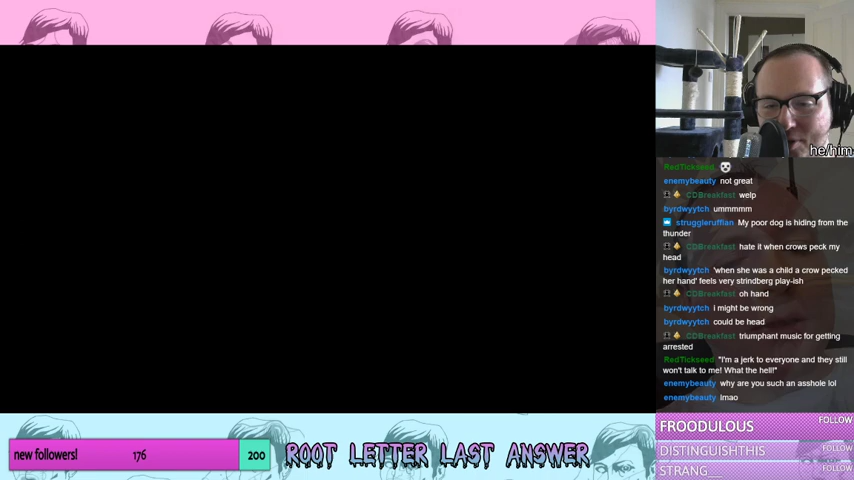 he/him
RedTickseed
enemybeauty not great
CDBreakfast welp
byrdwyytch ummmmm
struggleruffian My poor dog is hiding from the
thunder
CDBreakfast hate it when crows peck my
head
byrdwyytch 'when she was a child a crow pecked
her hand' feels very strindberg play-ish
CDBreakfast oh hand
byrdwyytch i might be wrong
byrdwyytch could be head
CDBreakfast triumphant music for getting
arrested
RedTickseed "I'm a jerk to everyone and they still
won't talk to me! What the hell!"
enemybeauty why are you such an asshole lol
enemybeauty lmao
FROODULOUS FOLLOW
DISTINGUISHTHIS FOLLOW
STRANG__ FOLLOW
new followers! 176 200
ROOT LETTER LAST ANSWER